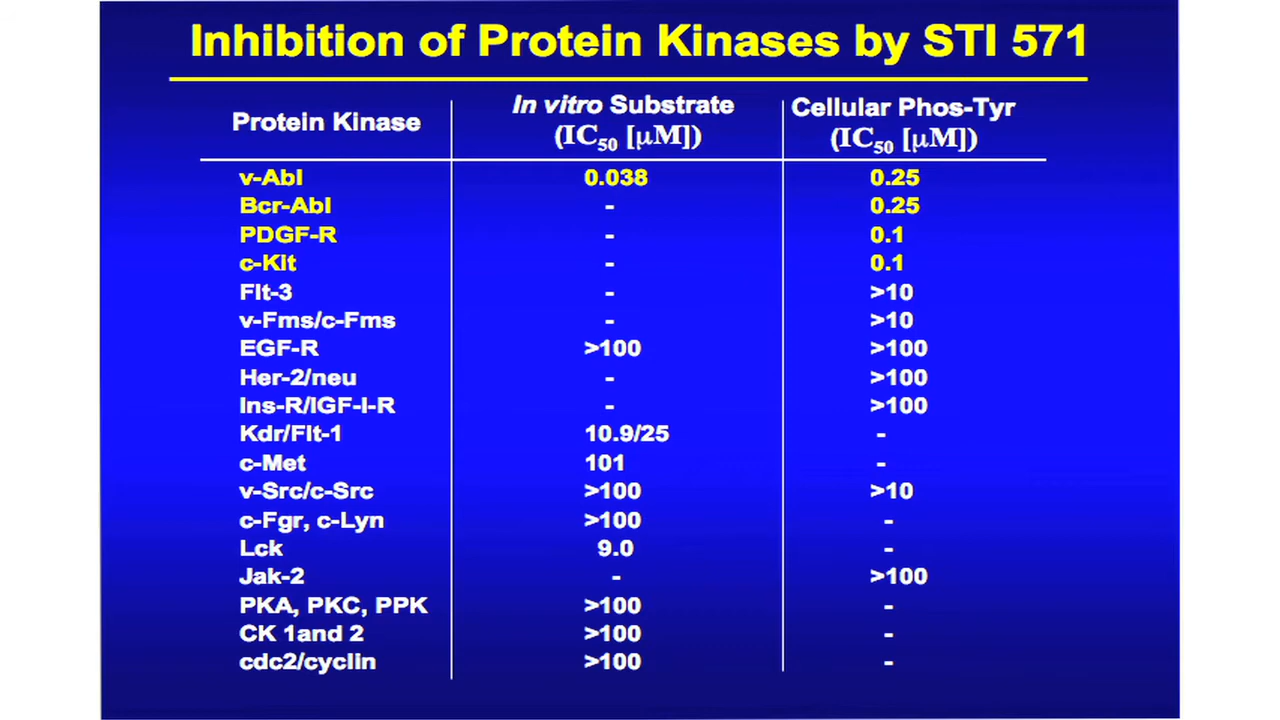 Inhibition of Protein Kinases by STI 571
Protein Kinase In vitro Substrate (IC50 [μM]) Cellular Phos-Tyr (IC50 [μM])
v-Abl 0.038 0.25
Bcr-Abl - 0.25
PDGF-R - 0.1
c-Kit - 0.1
Flt-3 - >10
v-Fms/c-Fms - >10
EGF-R >100 >100
Her-2/neu - >100
Ins-R/IGF-I-R - >100
Kdr/Flt-1 10.9/25 -
c-Met 101 -
v-Src/c-Src >100 >10
c-Fgr, c-Lyn >100 -
Lck 9.0 -
Jak-2 - >100
PKA, PKC, PPK >100 -
CK 1and 2 >100 -
cdc2/cyclin >100 -